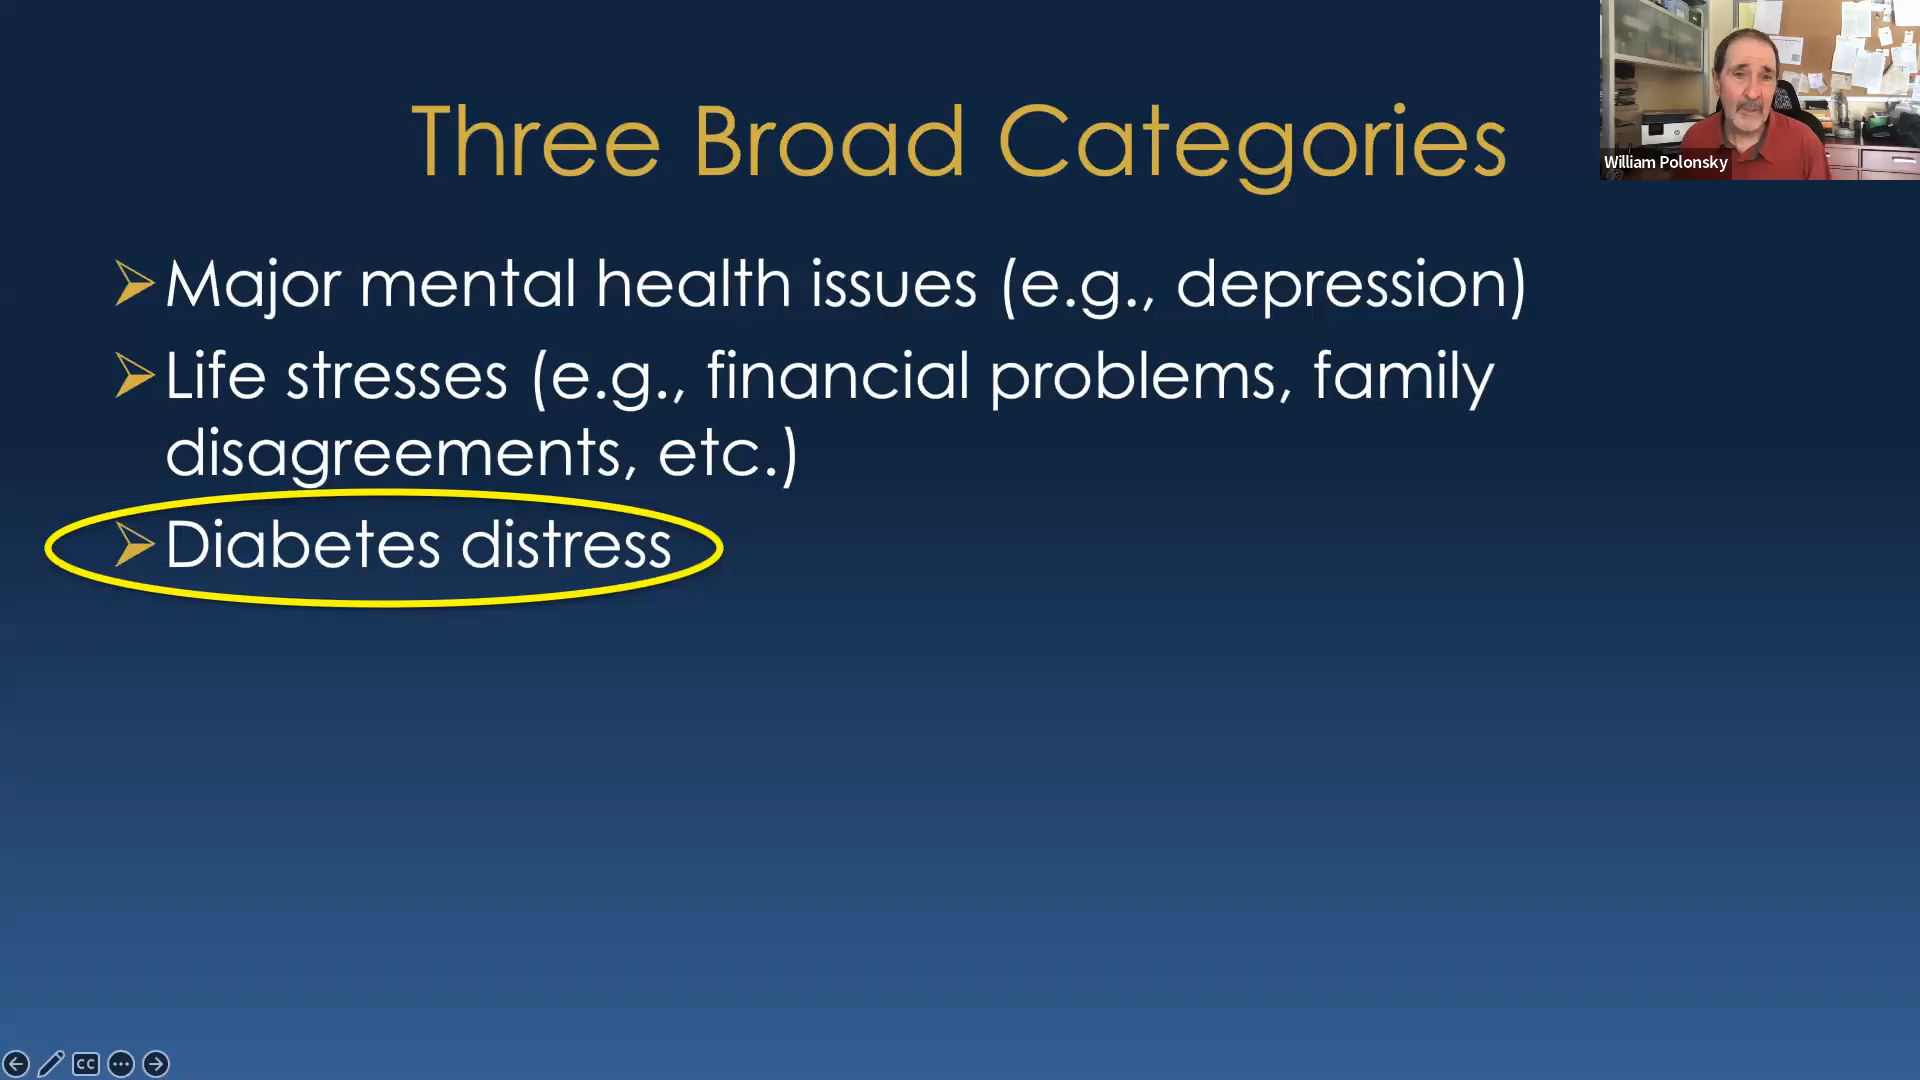 Three Broad Categories
William Polonsky
➢Major mental health issues (e.g., depression)
➢Life stresses (e.g., financial problems, family
disagreements, etc.)
➢Diabetes distress
CC